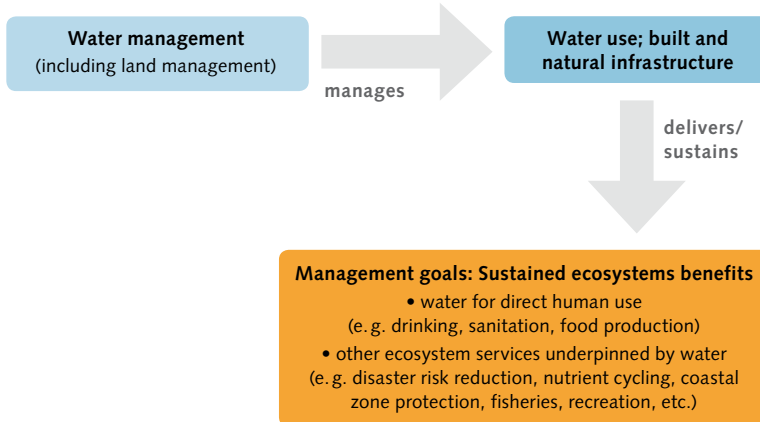 Water management
(including land management)
manages
Water use; built and
natural infrastructure
delivers/
sustains
Management goals: Sustained ecosystems benefits
• water for direct human use
(e. g. drinking, sanitation, food production)
• other ecosystem services underpinned by water
(e. g. disaster risk reduction, nutrient cycling, coastal
zone protection, fisheries, recreation, etc.)